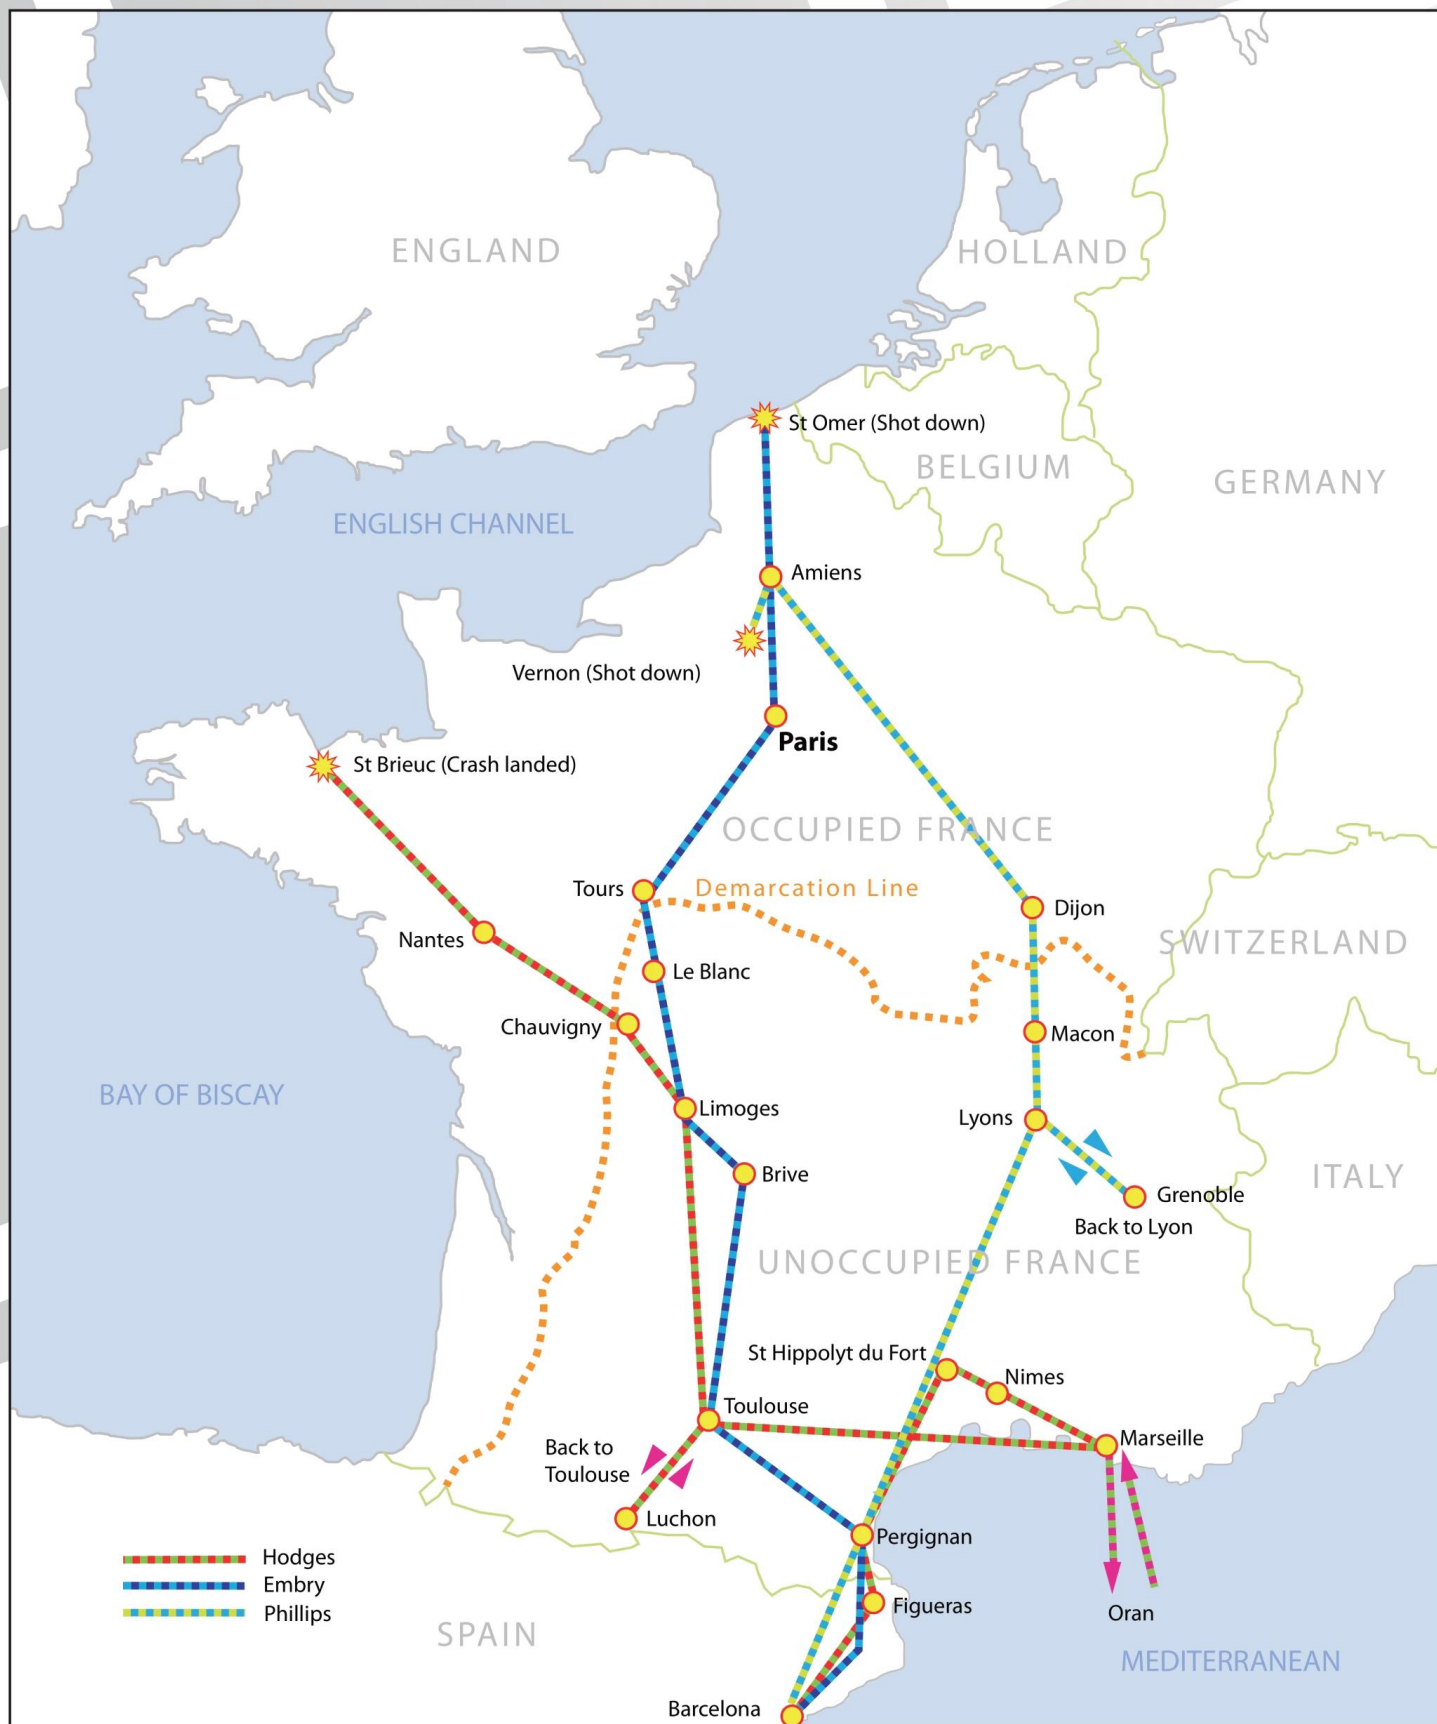 ENGLAND
HOLLAND
St Omer (Shot down)
BELGIUM
GERMANY
ENGLISH CHANNEL
Amiens
Vernon (Shot down)
Paris
St Brieuc (Crash landed)
OCCUPIED FRANCE
Tours
Demarcation Line
Dijon
Nantes
SWITZERLAND
Le Blanc
Chauvigny
Macon
BAY OF BISCAY
Limoges
Lyons
Brive
ITALY
Grenoble
Back to Lyon
UNOCCUPIED FRANCE
St Hippolyt du Fort
Nimes
Toulouse
Marseille
Back to
Toulouse
Luchon
Pergignan
Hodges
Embry
Phillips
Figueras
Oran
SPAIN
MEDITERRANEAN
Barcelona